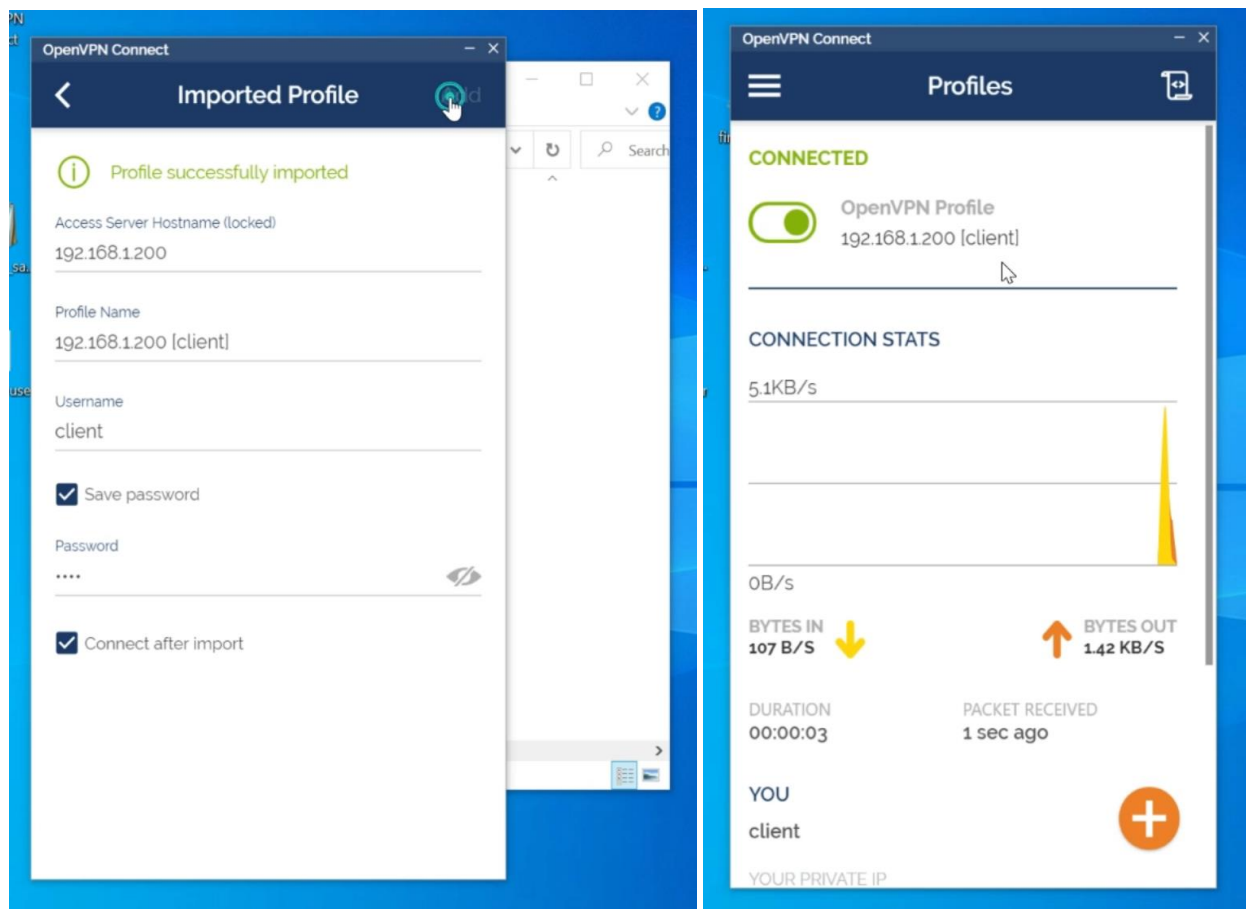 OpenVPN Connect
Imported Profile
Profile successfully imported
Access Server Hostname (locked)
192.168.1.200
Profile Name
192.168.1.200 [client]
Username
client
Save password
Password
····
Connect after import
Search
OpenVPN Connect
Profiles
CONNECTED
OpenVPN Profile
192.168.1.200 [client]
CONNECTION STATS
5.1KB/s
0B/s
BYTES IN
107 B/S
BYTES OUT
1.42 KB/S
DURATION
00:00:03
PACKET RECEIVED
1 sec ago
YOU
client
YOUR PRIVATE IP